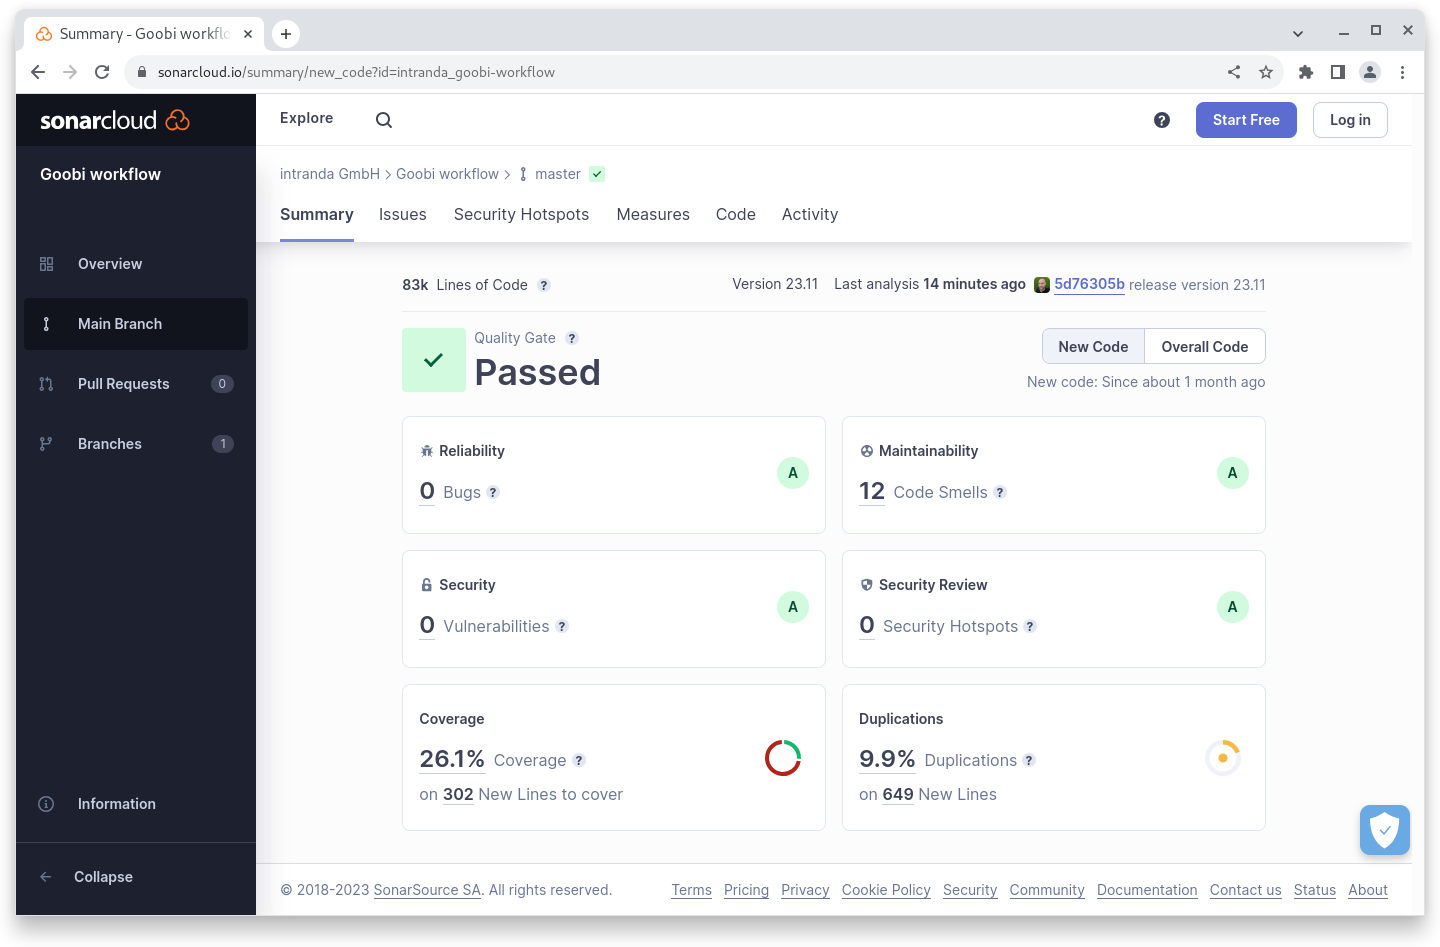 Summary - Goobi workflo
sonarcloud.io/summary/new_code?id=intranda_goobi-workflow
sonarcloud
Explore
Start Free
Log in
Goobi workflow
intranda GmbH > Goobi workflow > master
Summary Issues Security Hotspots Measures Code Activity
Overview
Main Branch
Pull Requests 0
Branches 1
Information
Collapse
83k Lines of Code ?
Version 23.11 Last analysis 14 minutes ago 5d76305b release version 23.11
Quality Gate ?
Passed
New Code Overall Code
New code: Since about 1 month ago
Reliability
0 Bugs ?
A
Maintainability
12 Code Smells ?
A
Security
0 Vulnerabilities ?
A
Security Review
0 Security Hotspots ?
A
Coverage
26.1% Coverage ?
on 302 New Lines to cover
Duplications
9.9% Duplications ?
on 649 New Lines
© 2018-2023 SonarSource SA. All rights reserved.
Terms Pricing Privacy Cookie Policy Security Community Documentation Contact us Status About